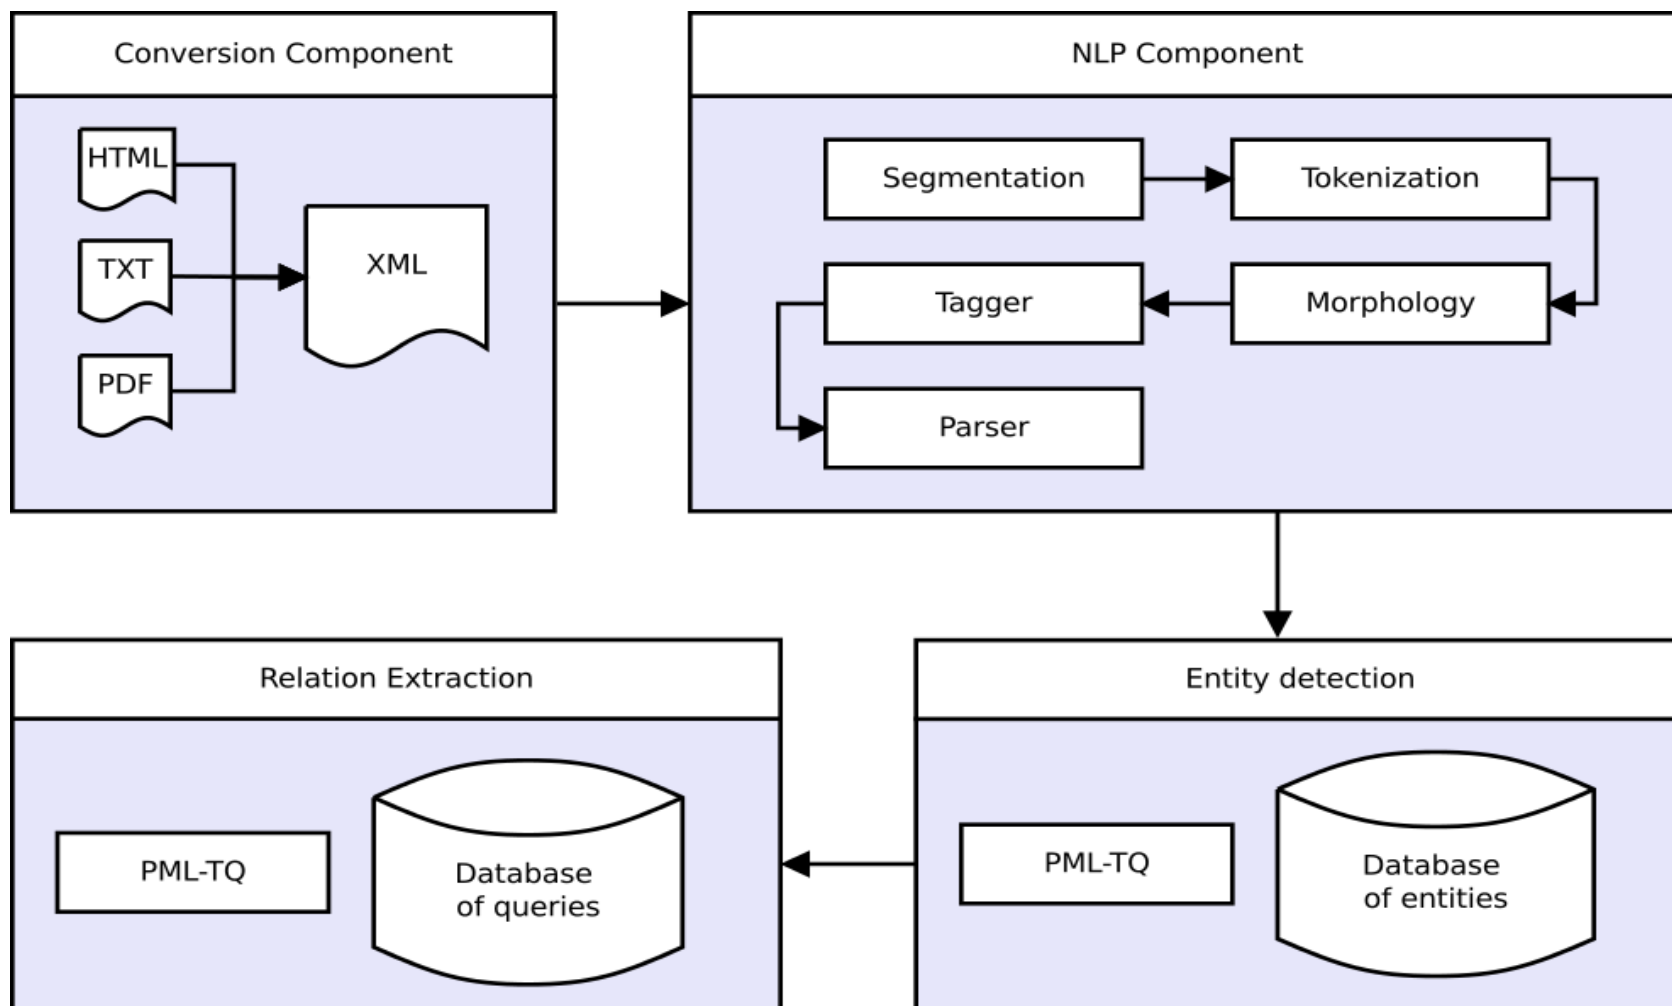 Conversion Component
HTML
TXT
PDF
XML
NLP Component
Segmentation
Tokenization
Morphology
Tagger
Parser
Entity detection
PML-TQ
Database
of entities
Relation Extraction
PML-TQ
Database
of queries